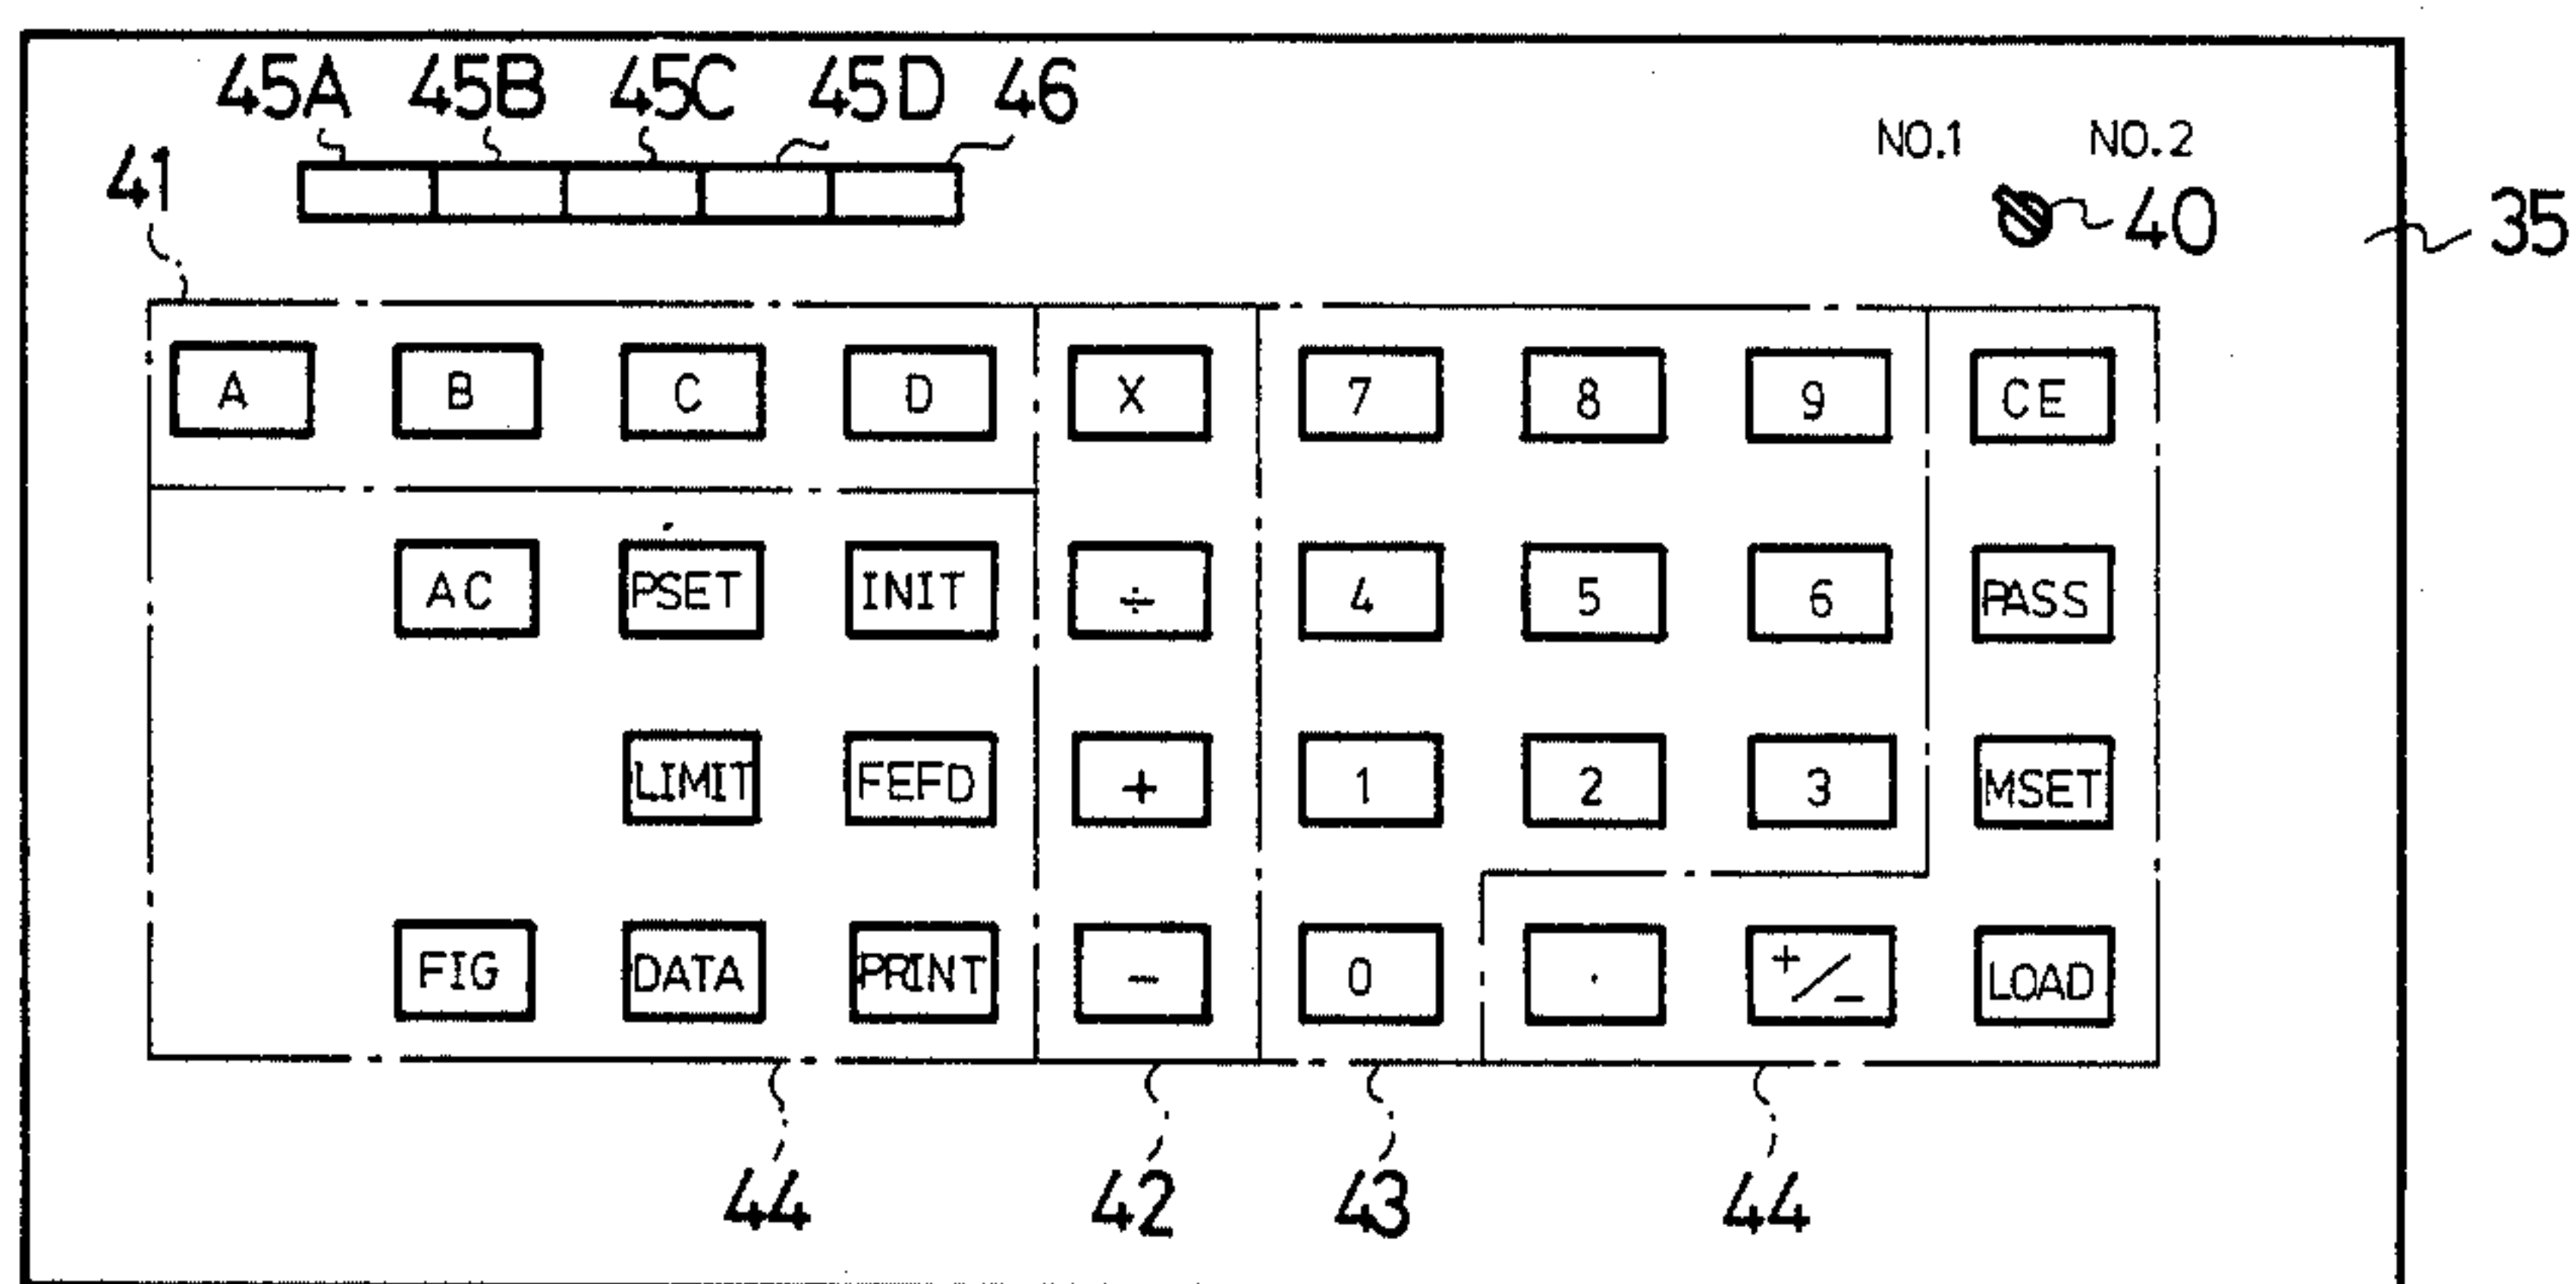 45A 45B 45C 45D 46
NO.1 NO.2
41
40 35
A B C D X 7 8 9 CE
AC PSET INIT ÷ 4 5 6 PASS
LIMIT FEFD + 1 2 3 MSET
FIG DATA PRINT - 0 . +/- LOAD
44 42 43 44